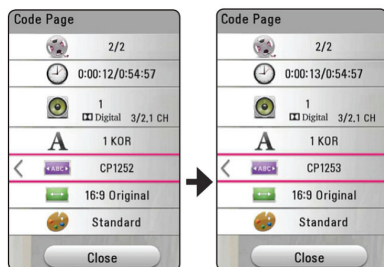 Code Page
2/2
0:00:12/0:54:57
1
Digital 3/2.1 CH
A 1 KOR
ABC CP1252
16:9 Original
Standard
Close
Code Page
2/2
0:00:13/0:54:57
1
Digital 3/2.1 CH
A 1 KOR
ABC CP1253
16:9 Original
Standard
Close